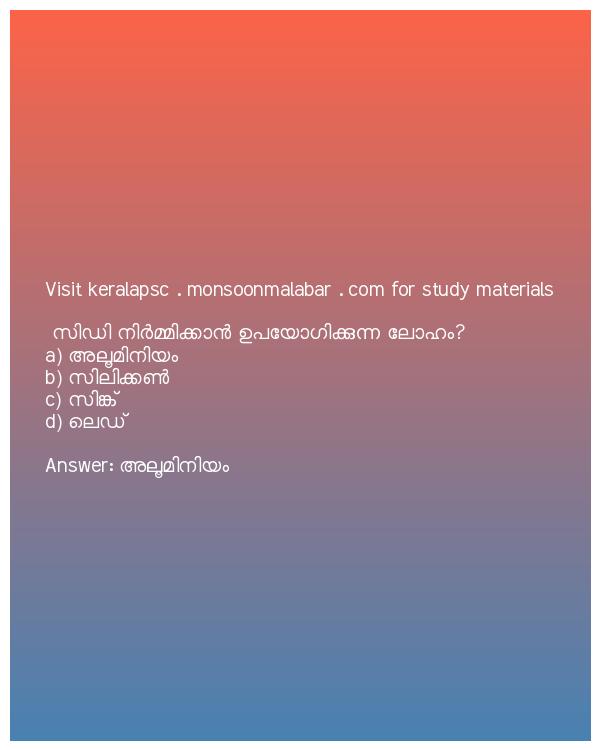 Visit keralapsc . monsoonmalabar . com for study materials
സിഡി നിർമ്മിക്കാൻ ഉപയോഗിക്കുന്ന ലോഹം?
a) അലൂമിനിയം
b) സിലിക്കൺ
c) സിങ്ക്
d) ലെഡ്
Answer: അലൂമിനിയം